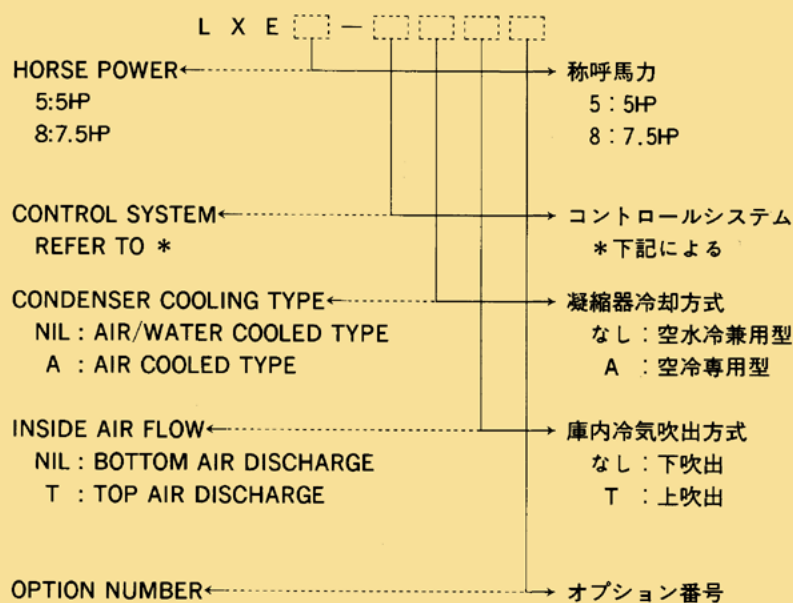 L X E □ － □ □ □ □
HORSE POWER 称呼馬力
5:5HP 5：5HP
8:7.5HP 8：7.5HP
CONTROL SYSTEM コントロールシステム
REFER TO * *下記による
CONDENSER COOLING TYPE 凝縮器冷却方式
NIL : AIR/WATER COOLED TYPE なし：空水冷兼用型
A : AIR COOLED TYPE A ：空冷専用型
INSIDE AIR FLOW 庫内冷気吹出方式
NIL : BOTTOM AIR DISCHARGE なし：下吹出
T : TOP AIR DISCHARGE T ：上吹出
OPTION NUMBER オプション番号